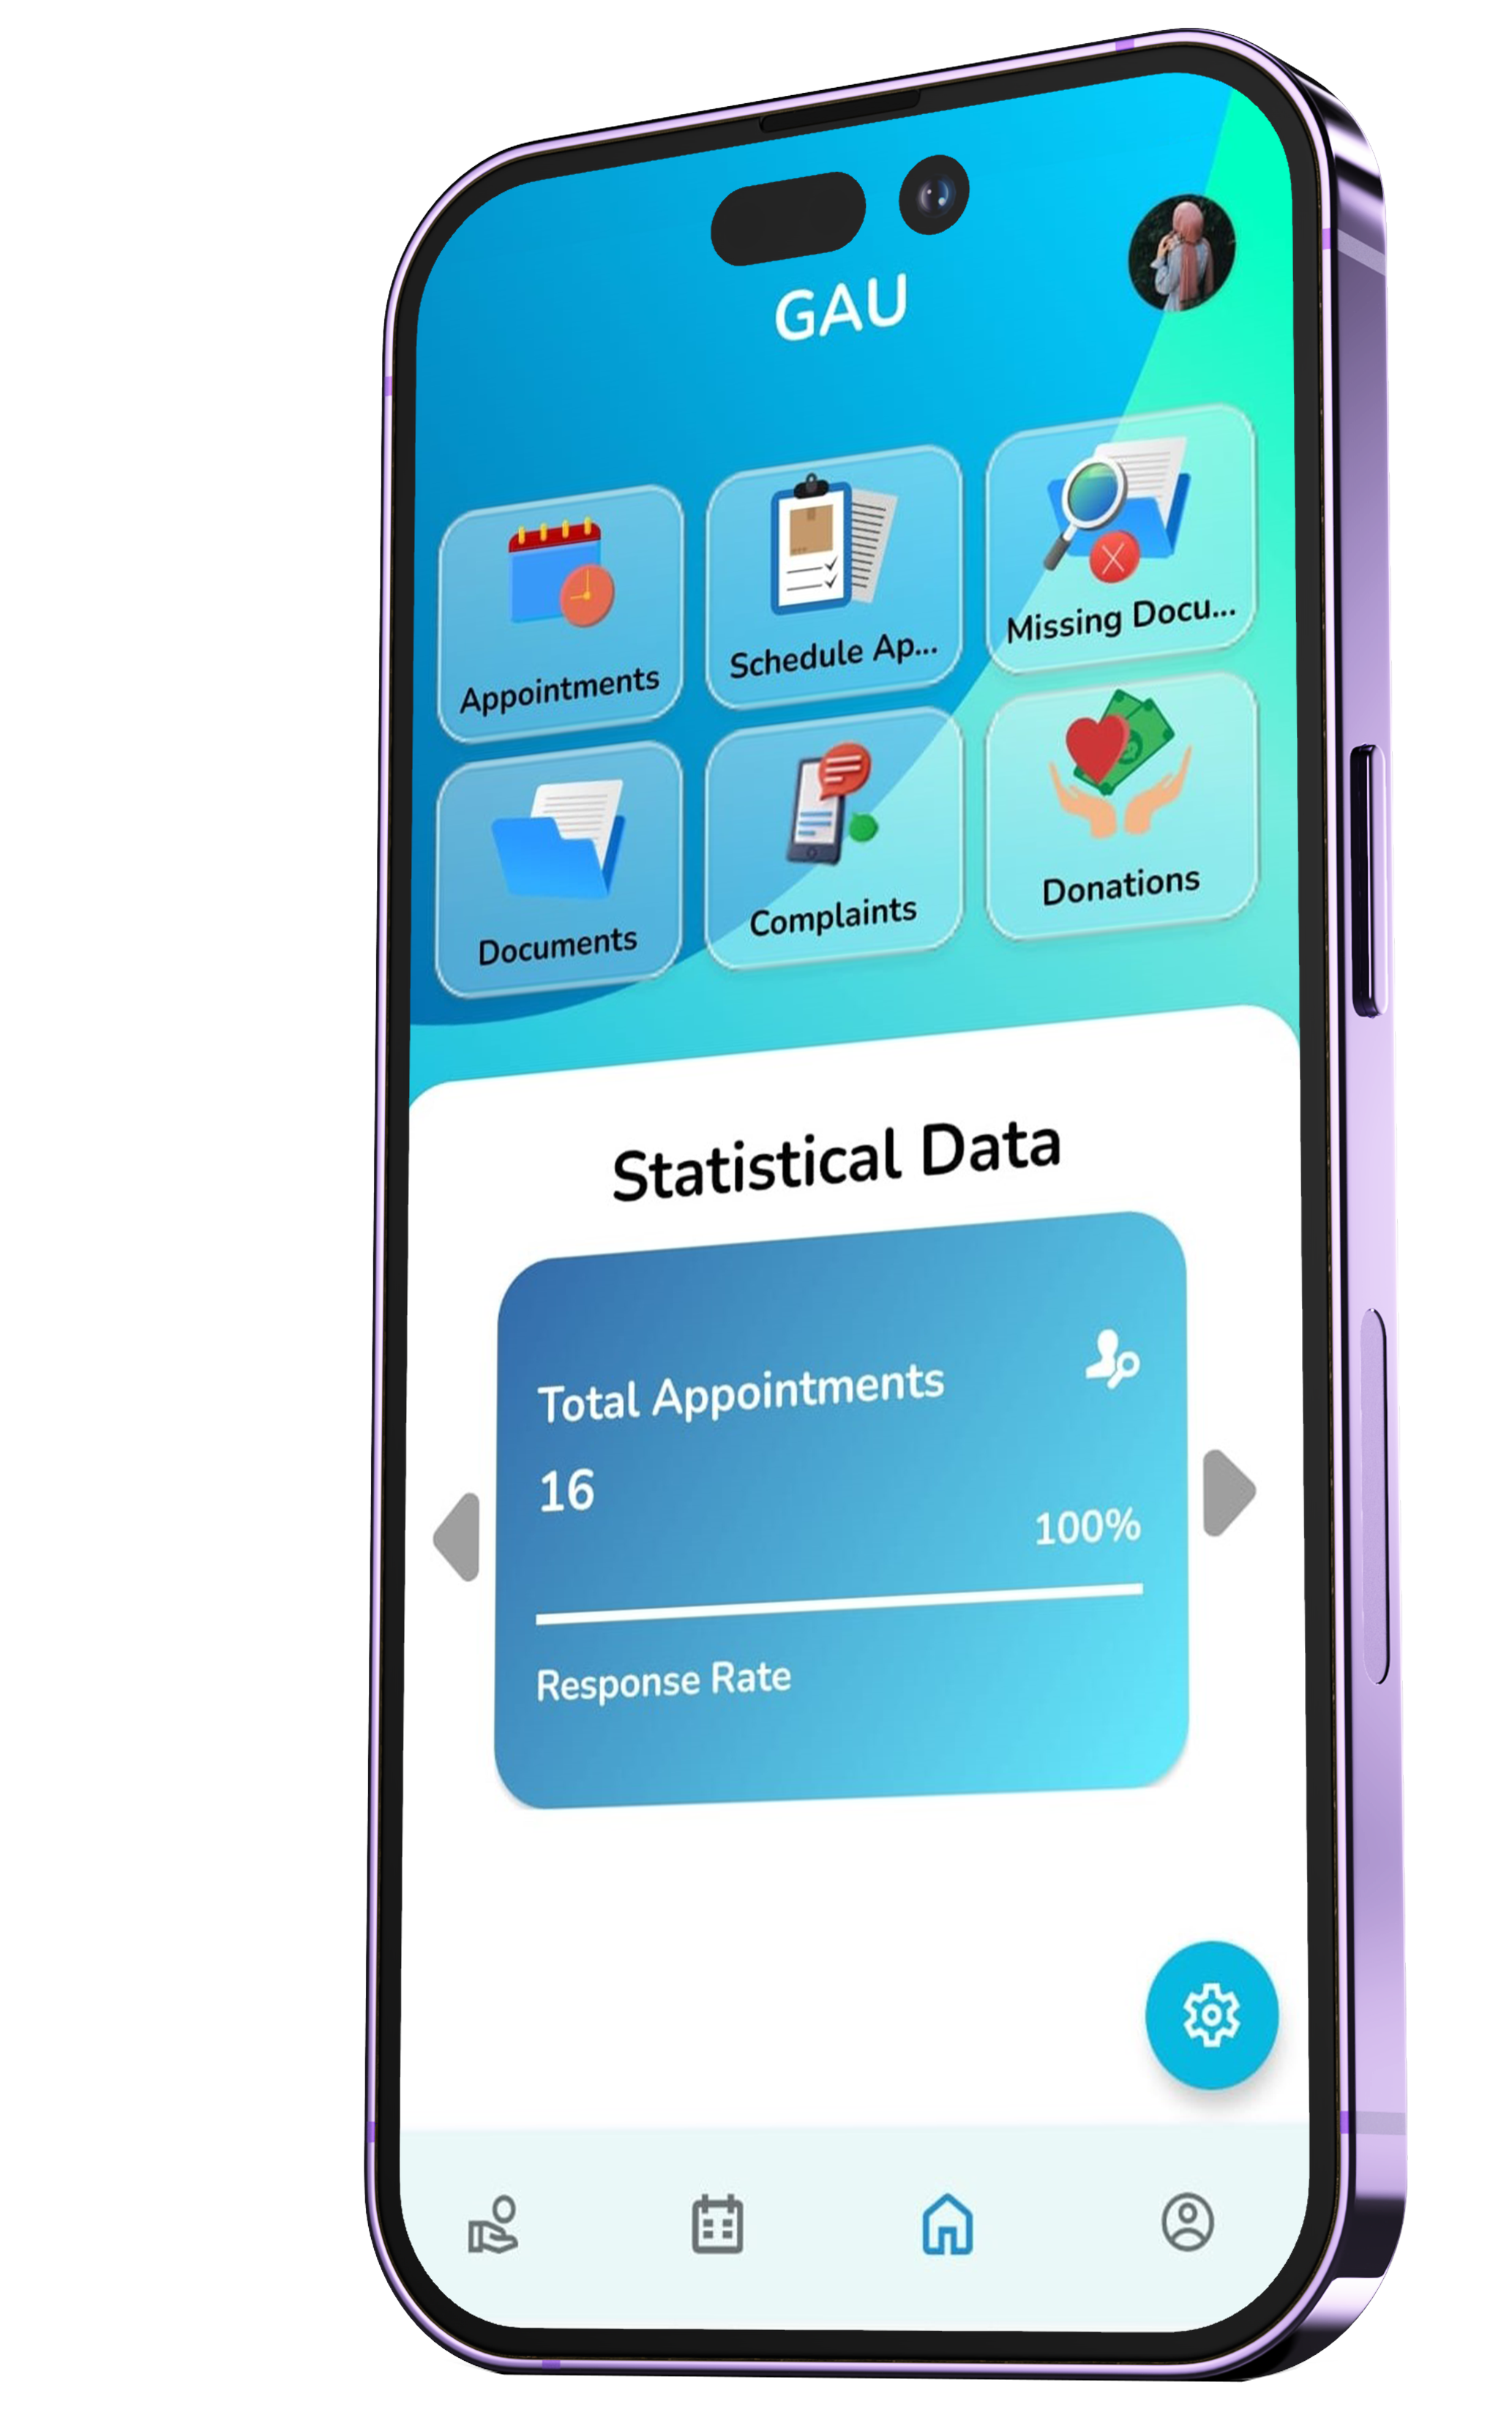 GAU
Appointments
Schedule Ap...
Missing Docu...
Documents
Complaints
Donations
Statistical Data
Total Appointments
16
100%
Response Rate